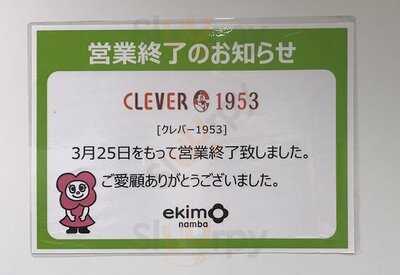 営業終了のお知らせ
CLEVER 1953
[クレバー1953]
3月25日をもって営業終了致しました。
ご愛顧ありがとうございました。
ekimo
namba